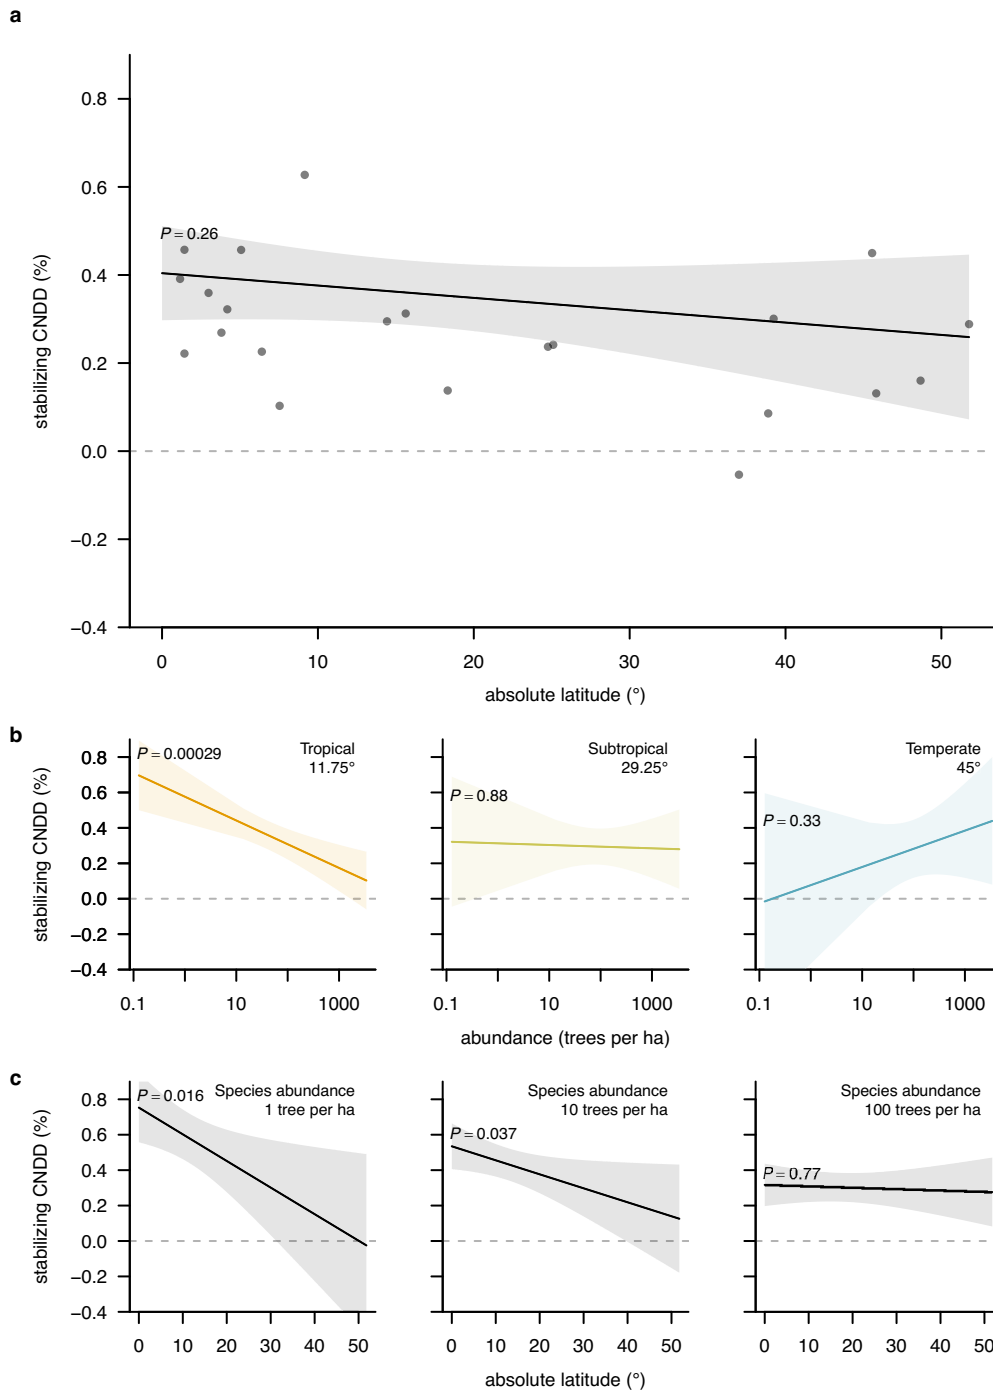 a
0.8
0.6
0.4
0.2
0.0
−0.2
−0.4
stabilizing CNDD (%)
P = 0.26
0 10 20 30 40 50
absolute latitude (°)
b
0.8
0.6
0.4
0.2
0.0
−0.2
−0.4
stabilizing CNDD (%)
P = 0.00029
Tropical
11.75°
P = 0.88
Subtropical
29.25°
P = 0.33
Temperate
45°
0.1 10 1000
0.1 10 1000
0.1 10 1000
abundance (trees per ha)
c
0.8
0.6
0.4
0.2
0.0
−0.2
−0.4
stabilizing CNDD (%)
P = 0.016
Species abundance
1 tree per ha
P = 0.037
Species abundance
10 trees per ha
P = 0.77
Species abundance
100 trees per ha
0 10 20 30 40 50
0 10 20 30 40 50
0 10 20 30 40 50
absolute latitude (°)